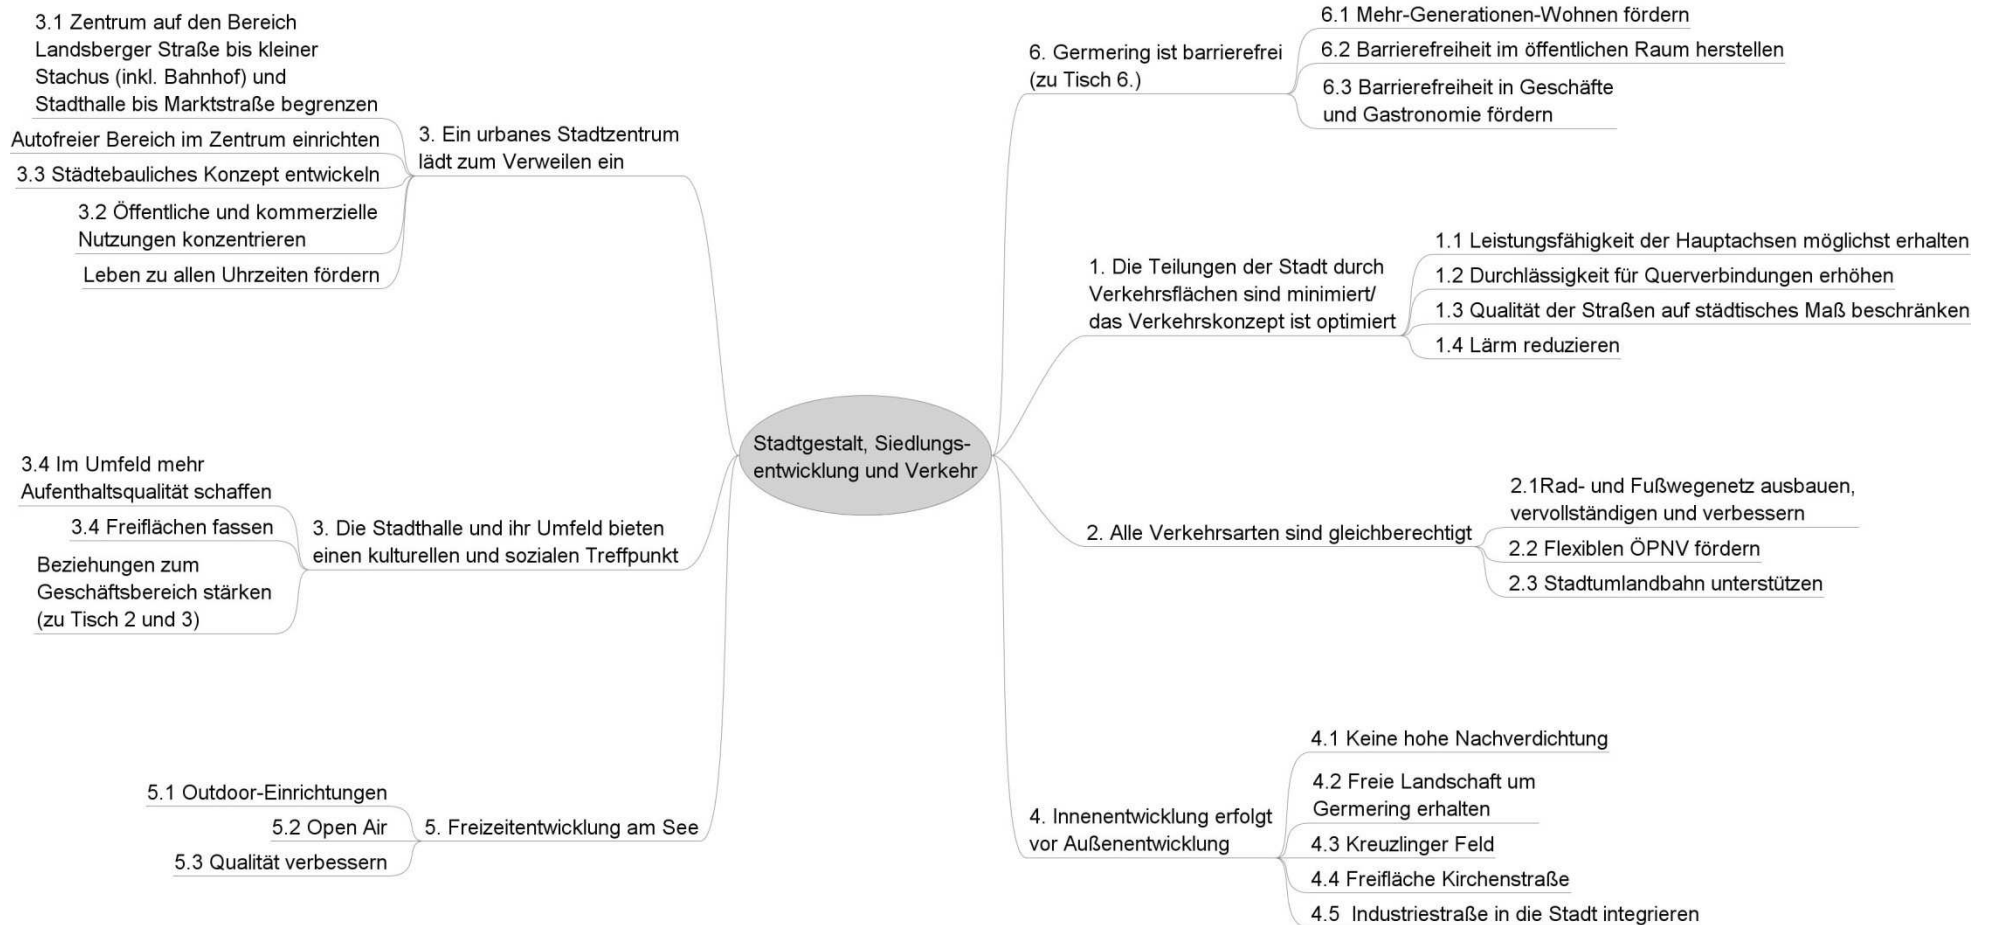 3.1 Zentrum auf den Bereich
Landsberger Straße bis kleiner
Stachus (inkl. Bahnhof) und
Stadthalle bis Marktstraße begrenzen
Autofreier Bereich im Zentrum einrichten
3.3 Städtebauliches Konzept entwickeln
3.2 Öffentliche und kommerzielle
Nutzungen konzentrieren
Leben zu allen Uhrzeiten fördern
3. Ein urbanes Stadtzentrum
lädt zum Verweilen ein
3.4 Im Umfeld mehr
Aufenthaltsqualität schaffen
3.4 Freiflächen fassen
Beziehungen zum
Geschäftsbereich stärken
(zu Tisch 2 und 3)
3. Die Stadthalle und ihr Umfeld bieten
einen kulturellen und sozialen Treffpunkt
5.1 Outdoor-Einrichtungen
5.2 Open Air
5.3 Qualität verbessern
5. Freizeitentwicklung am See
Stadtgestalt, Siedlungs-
entwicklung und Verkehr
6. Germering ist barrierefrei
(zu Tisch 6.)
6.1 Mehr-Generationen-Wohnen fördern
6.2 Barrierefreiheit im öffentlichen Raum herstellen
6.3 Barrierefreiheit in Geschäfte
und Gastronomie fördern
1. Die Teilungen der Stadt durch
Verkehrsflächen sind minimiert/
das Verkehrskonzept ist optimiert
1.1 Leistungsfähigkeit der Hauptachsen möglichst erhalten
1.2 Durchlässigkeit für Querverbindungen erhöhen
1.3 Qualität der Straßen auf städtisches Maß beschränken
1.4 Lärm reduzieren
2. Alle Verkehrsarten sind gleichberechtigt
2.1Rad- und Fußwegenetz ausbauen,
vervollständigen und verbessern
2.2 Flexiblen ÖPNV fördern
2.3 Stadtumlandbahn unterstützen
4. Innenentwicklung erfolgt
vor Außenentwicklung
4.1 Keine hohe Nachverdichtung
4.2 Freie Landschaft um
Germering erhalten
4.3 Kreuzlinger Feld
4.4 Freifläche Kirchenstraße
4.5 Industriestraße in die Stadt integrieren